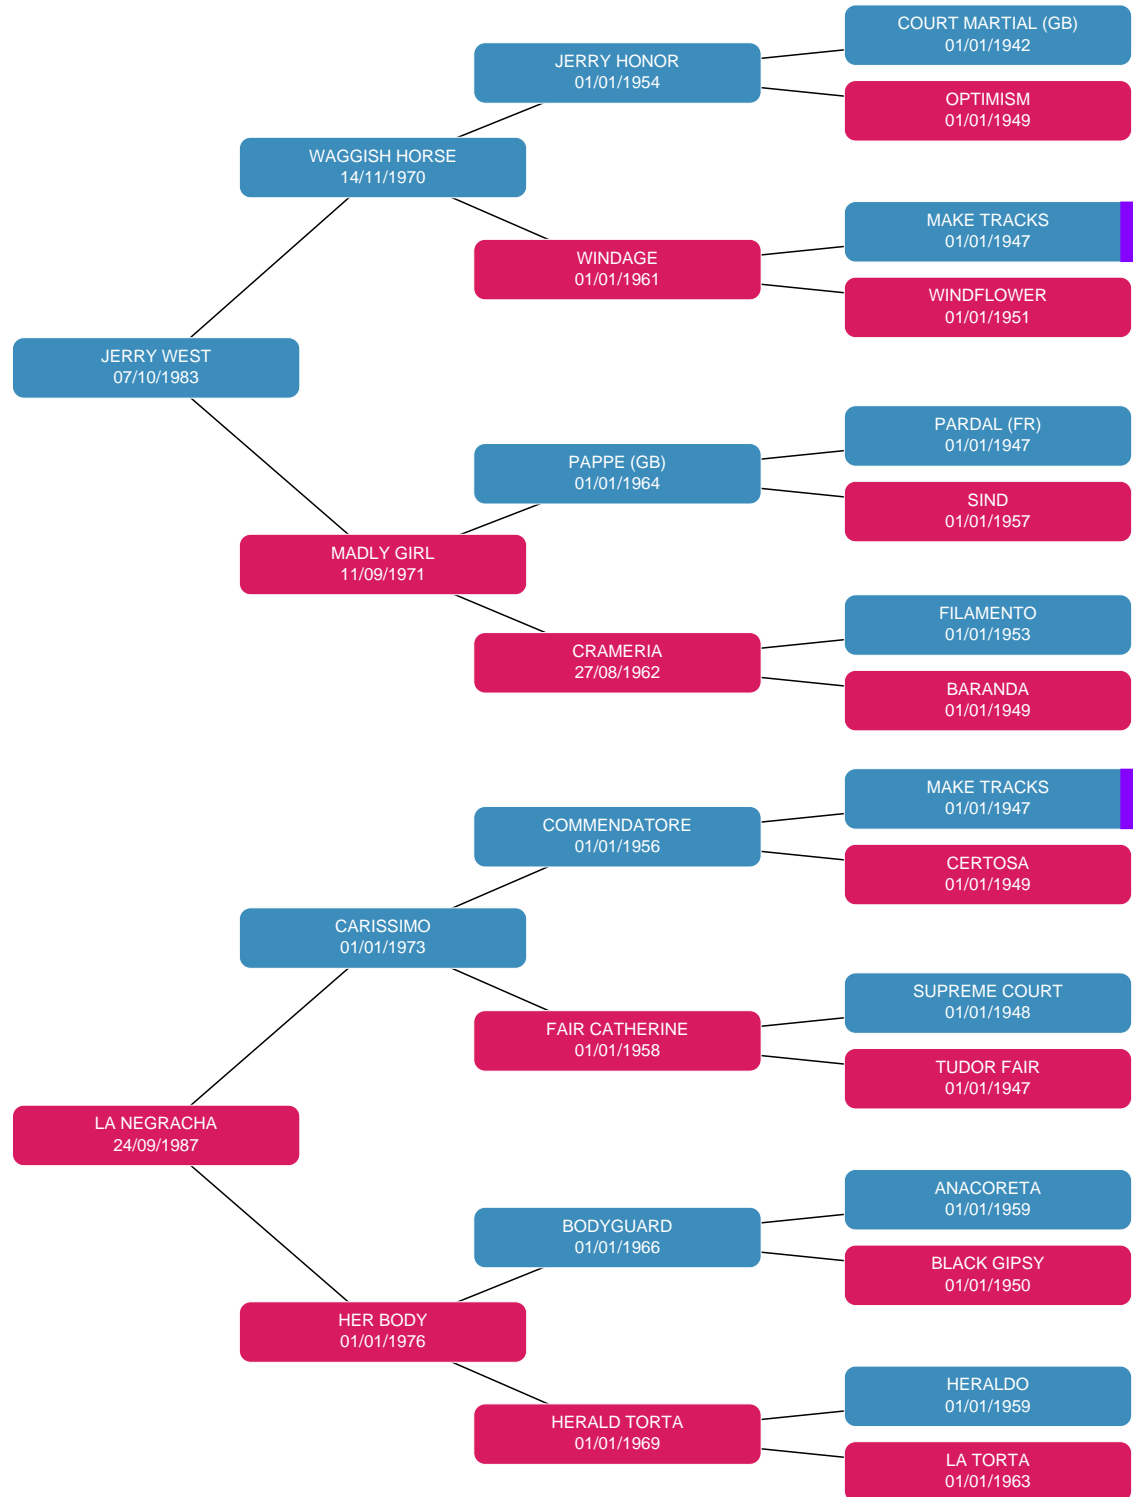 COURT MARTIAL (GB)
01/01/1942
JERRY HONOR
01/01/1954
OPTIMISM
01/01/1949
WAGGISH HORSE
14/11/1970
MAKE TRACKS
01/01/1947
WINDAGE
01/01/1961
WINDFLOWER
01/01/1951
JERRY WEST
07/10/1983
PARDAL (FR)
01/01/1947
PAPPE (GB)
01/01/1964
SIND
01/01/1957
MADLY GIRL
11/09/1971
FILAMENTO
01/01/1953
CRAMERIA
27/08/1962
BARANDA
01/01/1949
MAKE TRACKS
01/01/1947
COMMENDATORE
01/01/1956
CERTOSA
01/01/1949
CARISSIMO
01/01/1973
SUPREME COURT
01/01/1948
FAIR CATHERINE
01/01/1958
TUDOR FAIR
01/01/1947
LA NEGRACHA
24/09/1987
ANACORETA
01/01/1959
BODYGUARD
01/01/1966
BLACK GIPSY
01/01/1950
HER BODY
01/01/1976
HERALDO
01/01/1959
HERALD TORTA
01/01/1969
LA TORTA
01/01/1963